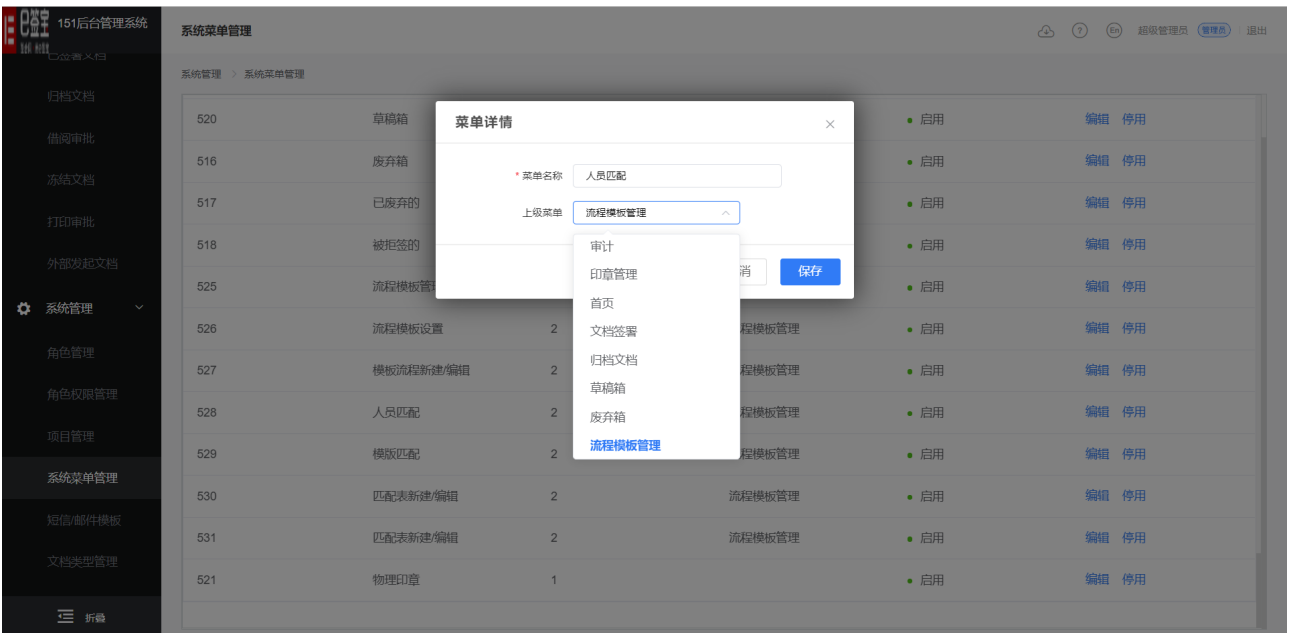 151后台管理系统
系统菜单管理
En 超级管理员 管理员 退出
已签署文档
系统管理 > 系统菜单管理
归档文档
借阅审批
冻结文档
打印审批
外部发起文档
系统管理
角色管理
角色权限管理
项目管理
系统菜单管理
短信/邮件模板
文档类型管理
折叠
520 草稿箱 启用 编辑 停用
516 废弃箱 启用 编辑 停用
517 已废弃的 启用 编辑 停用
518 被拒签的 启用 编辑 停用
525 流程模板管 启用 编辑 停用
526 流程模板设置 2 程模板管理 启用 编辑 停用
527 模板流程新建/编辑 2 程模板管理 启用 编辑 停用
528 人员匹配 2 程模板管理 启用 编辑 停用
529 模版匹配 2 程模板管理 启用 编辑 停用
530 匹配表新建/编辑 2 流程模板管理 启用 编辑 停用
531 匹配表新建/编辑 2 流程模板管理 启用 编辑 停用
521 物理印章 1 启用 编辑 停用
菜单详情
* 菜单名称 人员匹配
上级菜单 流程模板管理
消 保存
审计
印章管理
首页
文档签署
归档文档
草稿箱
废弃箱
流程模板管理